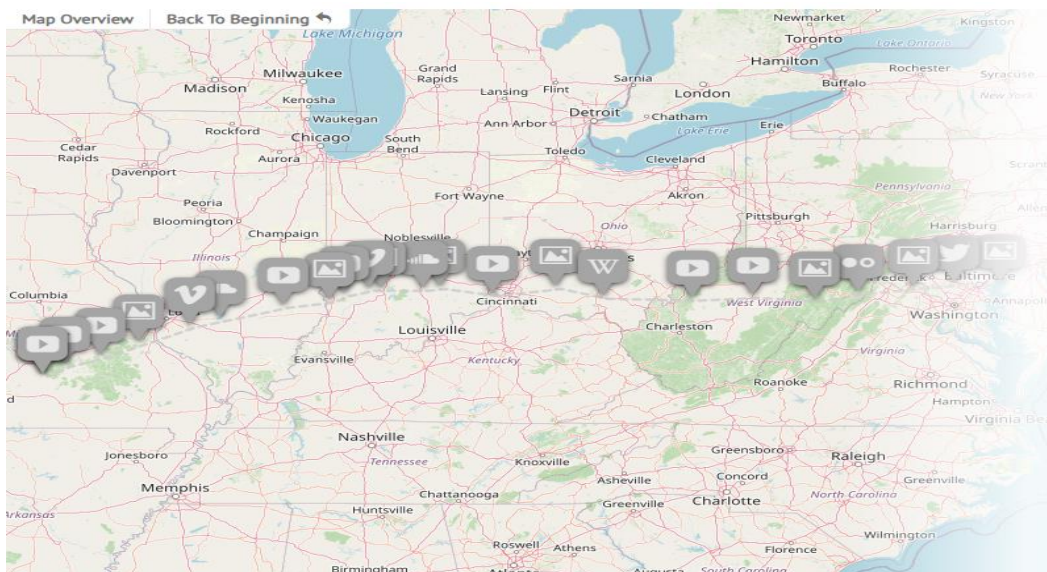 Map Overview
Back To Beginning
Newmarket
Kingston
Lake Michigan
Toronto
Lake Ontario
Hamilton
Milwaukee
Grand
Rapids
Sarnia
Rochester
Syracuse
Madison
Lansing
Flint
London
Buffalo
New York
Kenosha
Waukegan
Detroit
Chatham
Rockford
Ann Arbor
Lake Erie
Erie
Chicago
South
Bend
Cedar
Rapids
Aurora
Toledo
Cleveland
Davenport
Fort Wayne
Akron
Pennsylvania
Peoria
Bloomington
Pittsburgh
Champaign
Noblesville
Ohio
Harrisburg
Illinois
Columbia
Cincinnati
West Virginia
Baltimore
Washington
Louisville
Charleston
Evansville
Kentucky
Virginia
Roanoke
Richmond
Hampton
Virginia Be
d
Nashville
Jonesboro
Tennessee
Knoxville
Greensboro
Raleigh
Memphis
Asheville
Concord
Greenville
Chattanooga
Charlotte
North Carolina
Arkansas
Huntsville
Greenville
Wilmington
Roswell
Athens
Florence
Birmingham
Augusta
South Carolina